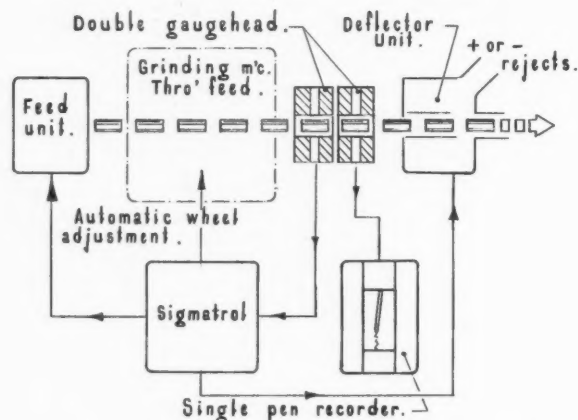 Double gaugehead.
Deflector
Unit.
+ or -
rejects.
Grinding m'c.
Thro' feed.
Feed
unit.
Automatic wheel
adjustment.
Sigmatrol
Single pen recorder.